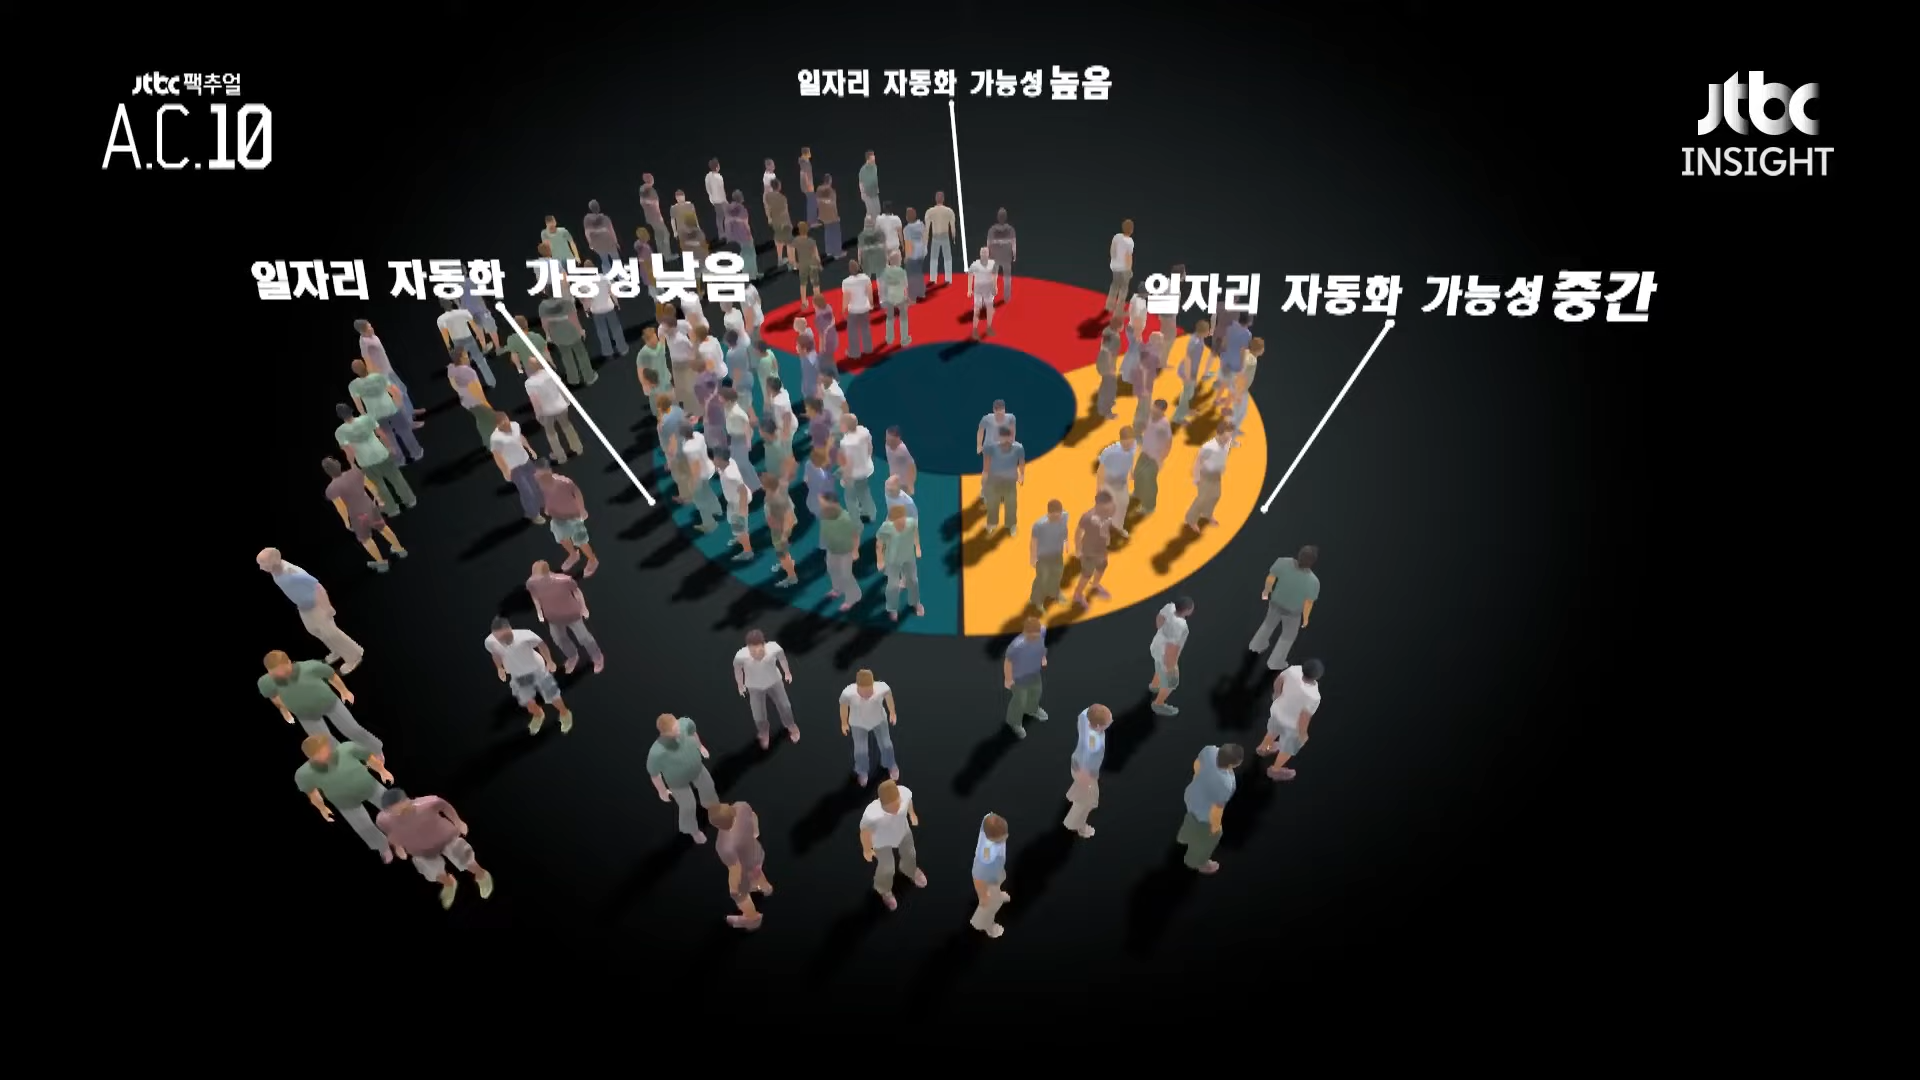 jtbc 팩추얼
A.C.10
일자리 자동화 가능성 높음
jtbc
INSIGHT
일자리 자동화 가능성 낮음
일자리 자동화 가능성 중간